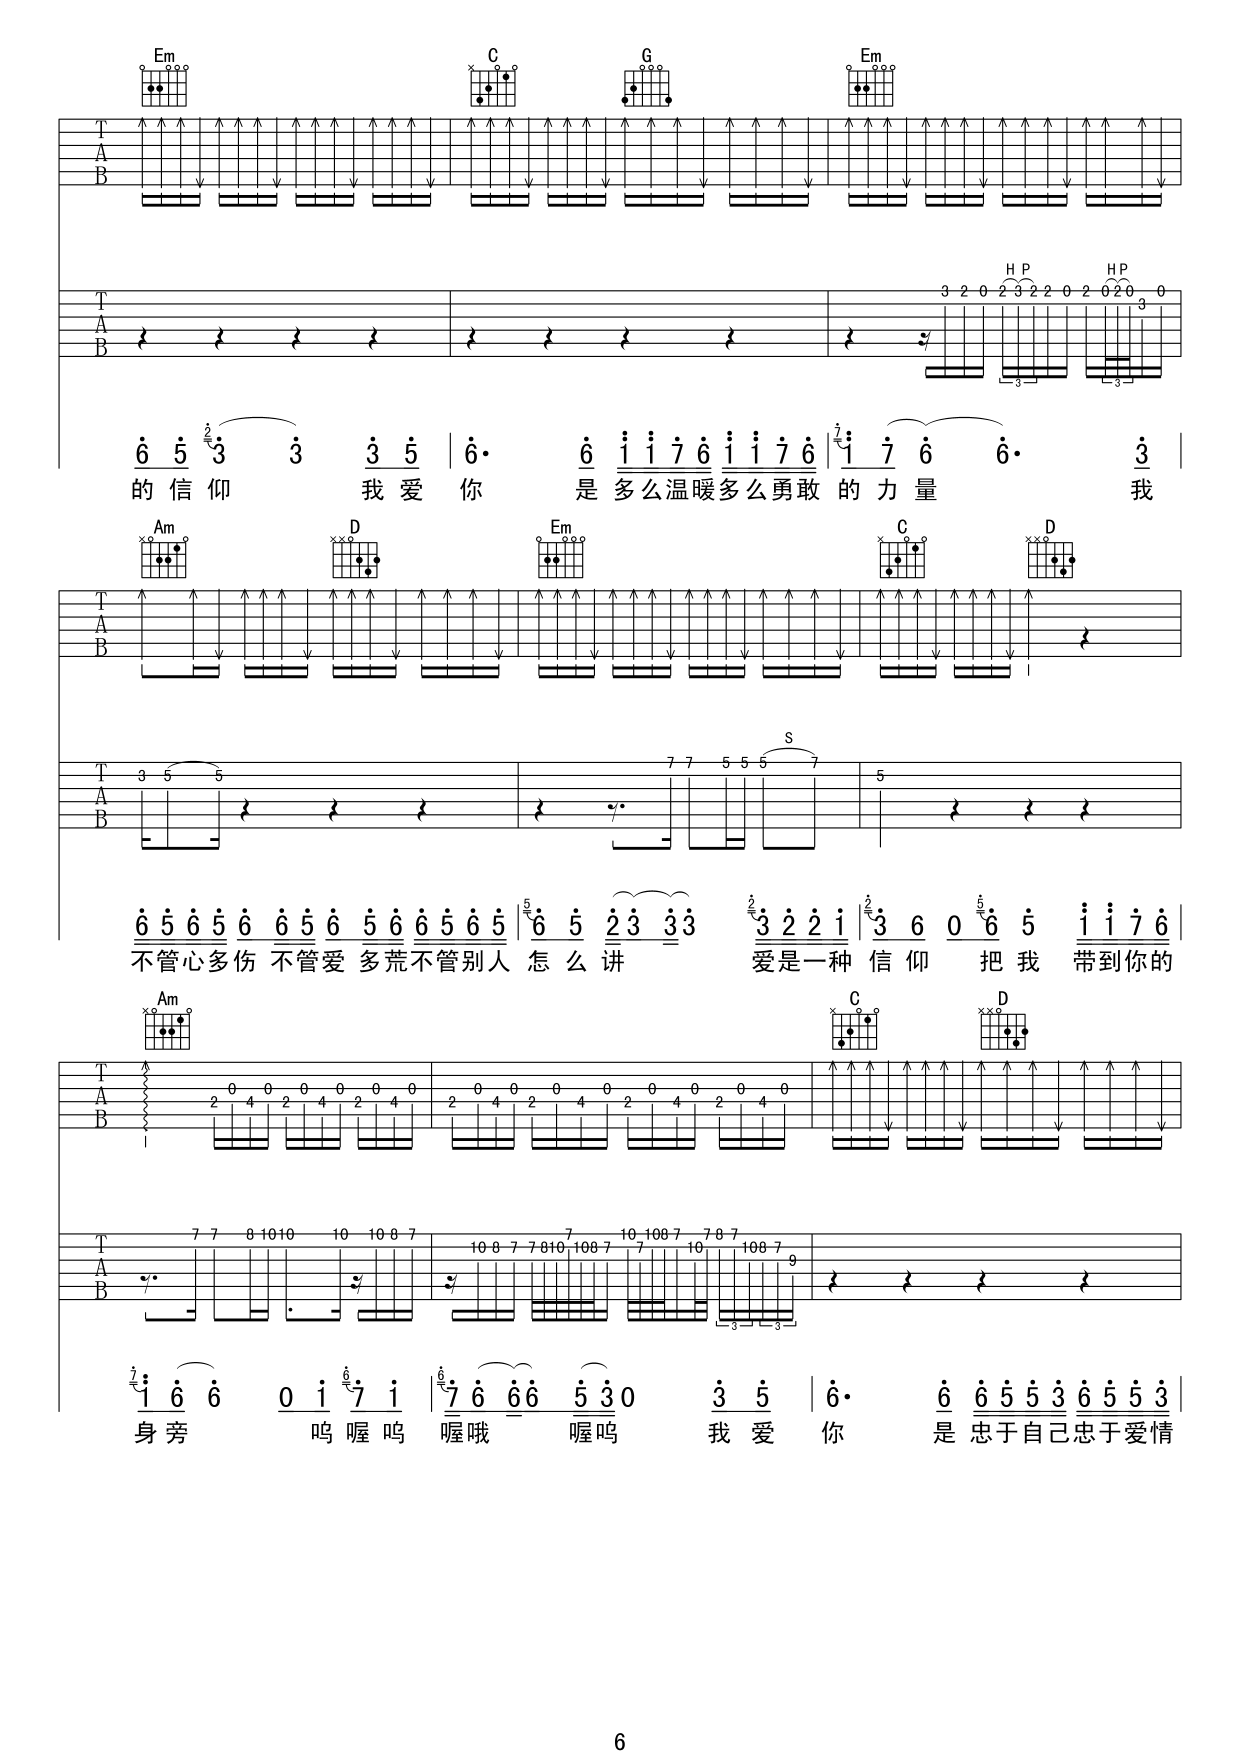 Em C G Em
T A B
H P H P
T A B 3 2 0 2 3 2 2 0 2 0 2 0 3 0
3 3
2 7
6 5 3 3 3 5 6· 6 1 1 7 6 1 1 7 6 1 7 6 6· 3
的信仰 我爱你 是多么温暖多么勇敢的力量 我
Am D Em C D
T A B
S
T A B 3 5 5 7 7 5 5 5 7 5
5 2 2 5
6 5 6 5 6 6 5 6 5 6 6 5 6 5 6 5 2 3 3 3 3 2 2 1 3 6 0 6 5 1 1 7 6
不管心多伤 不管爱多荒不管别人怎么讲 爱是一种信仰 把我带到你的
Am C D
T A B 2 0 4 0 2 0 4 0 2 0 4 0 2 0 4 0 2 0 4 0 2 0 4 0 2 0 4 0
T A B 7 7 8 10 10 10 10 8 7 10 8 7 7 8 10 7 10 8 7 10 7 10 8 7 10 7 8 7 10 8 7 9
3 3
7 6 6
1 6 6 0 1 7 1 7 6 6 6 5 3 0 3 5 6· 6 6 5 5 3 6 5 5 3
身旁 呜喔呜喔哦 喔呜 我爱你 是忠于自己忠于爱情
6